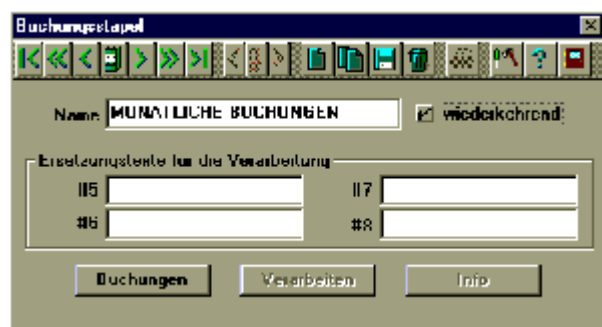 Buchungsstapel
Name MONATLICHE BUCHUNGEN wiederkehrend
Ersetzungstexte für die Verarbeitung
#5 #7
#6 #8
Buchungen Verarbeiten Info